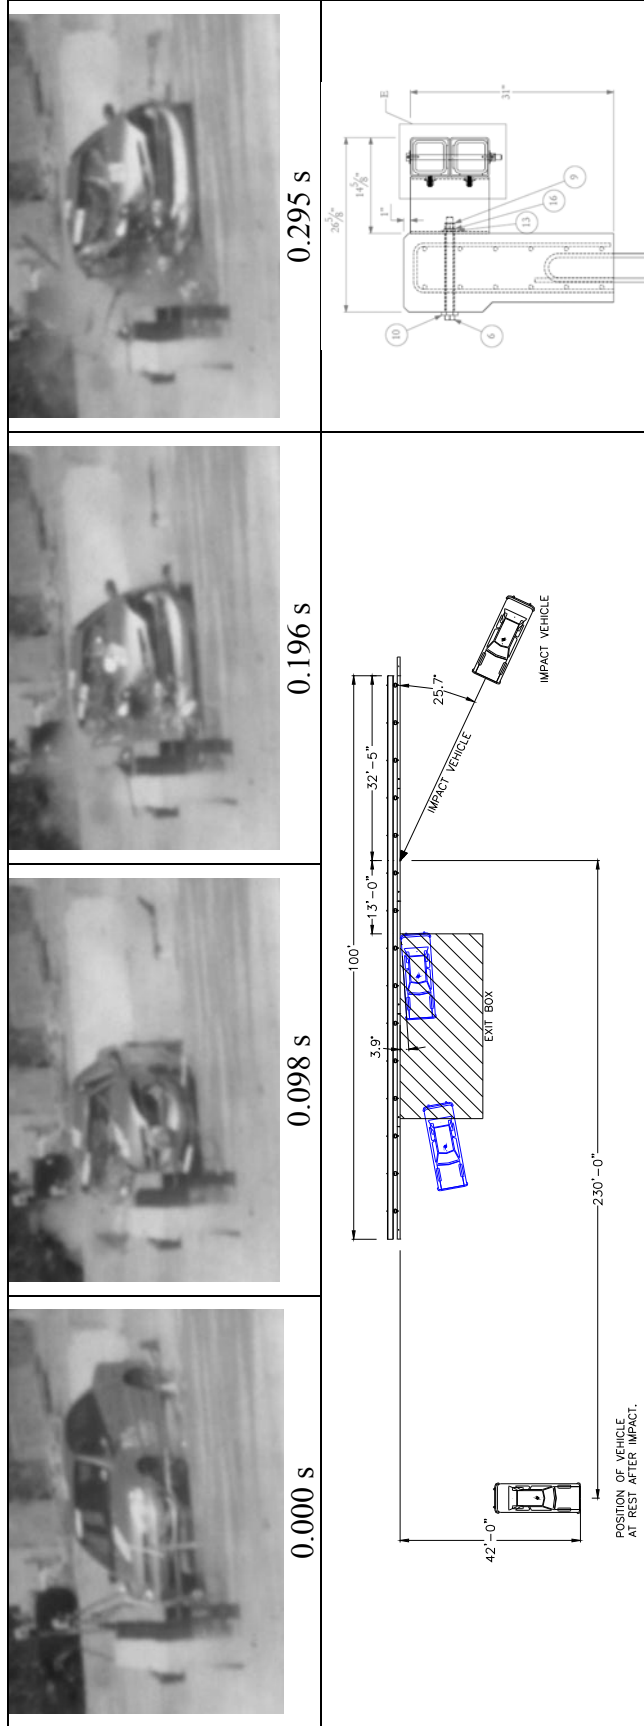 0.295 s
0.196 s
0.098 s
0.000 s
26 5/8"
14 5/8"
1"
E
31"
9
16
13
10
6
100'
32'-5"
13'-0"
25.7°
IMPACT VEHICLE
IMPACT VEHICLE
3.9°
EXIT BOX
230'-0"
42'-0"
POSITION OF VEHICLE
AT REST AFTER IMPACT.